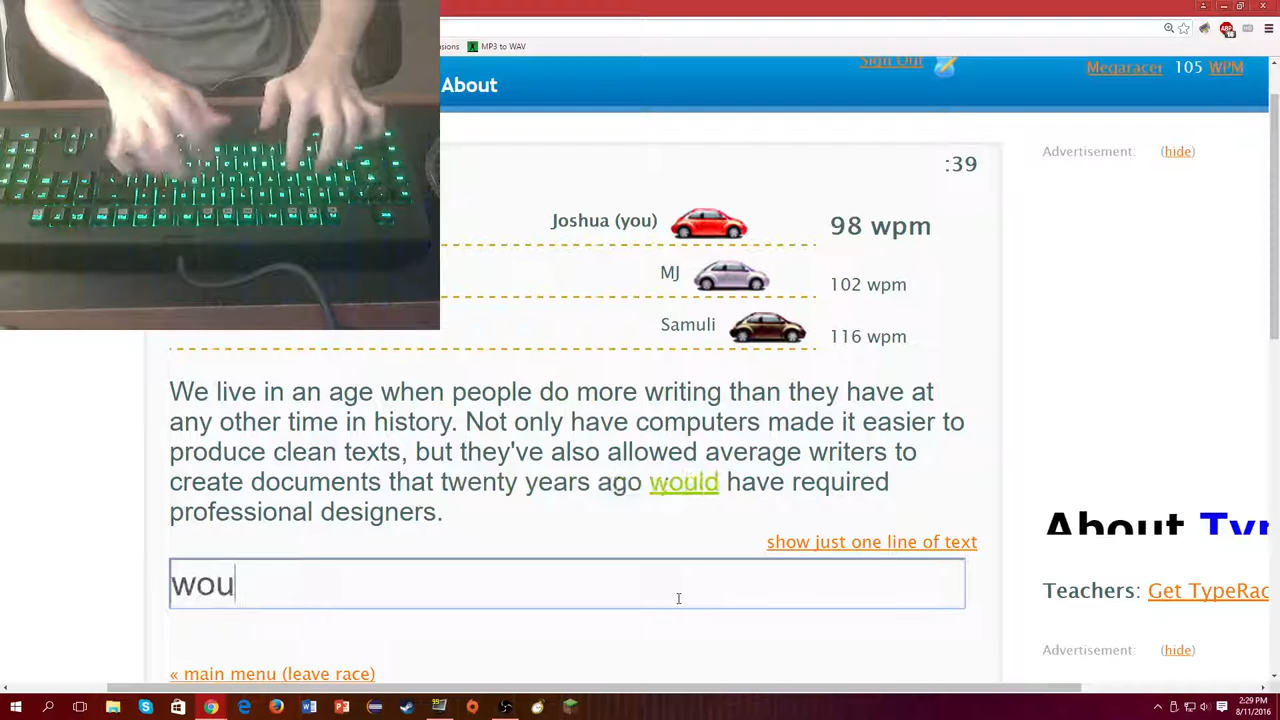 sions MP3 to WAV
ABP
Sign Out
Megaracer 105 WPM
About
Advertisement: (hide)
:39
Joshua (you) 98 wpm
MJ 102 wpm
Samuli 116 wpm
We live in an age when people do more writing than they have at
any other time in history. Not only have computers made it easier to
produce clean texts, but they've also allowed average writers to
create documents that twenty years ago would have required
professional designers.
show just one line of text
About Typ
wou
Teachers: Get TypeRac
Advertisement: (hide)
« main menu (leave race)
2:29 PM
8/11/2016